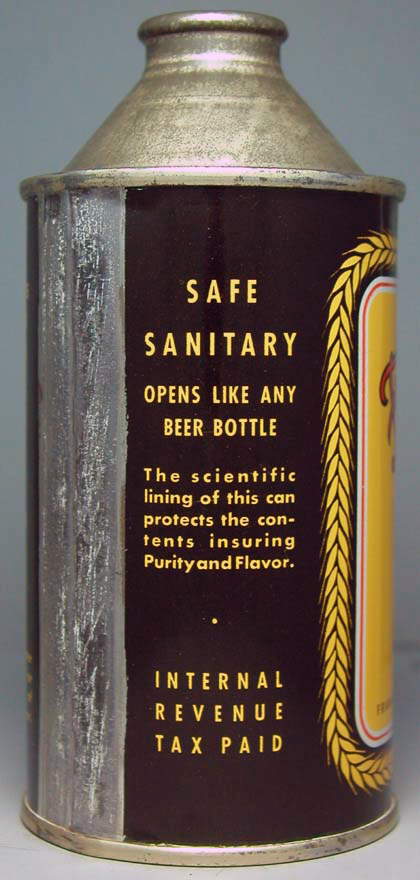 SAFE
SANITARY
OPENS LIKE ANY
BEER BOTTLE
The scientific
lining of this can
protects the con-
tents insuring
Purity and Flavor.
INTERNAL
REVENUE
TAX PAID